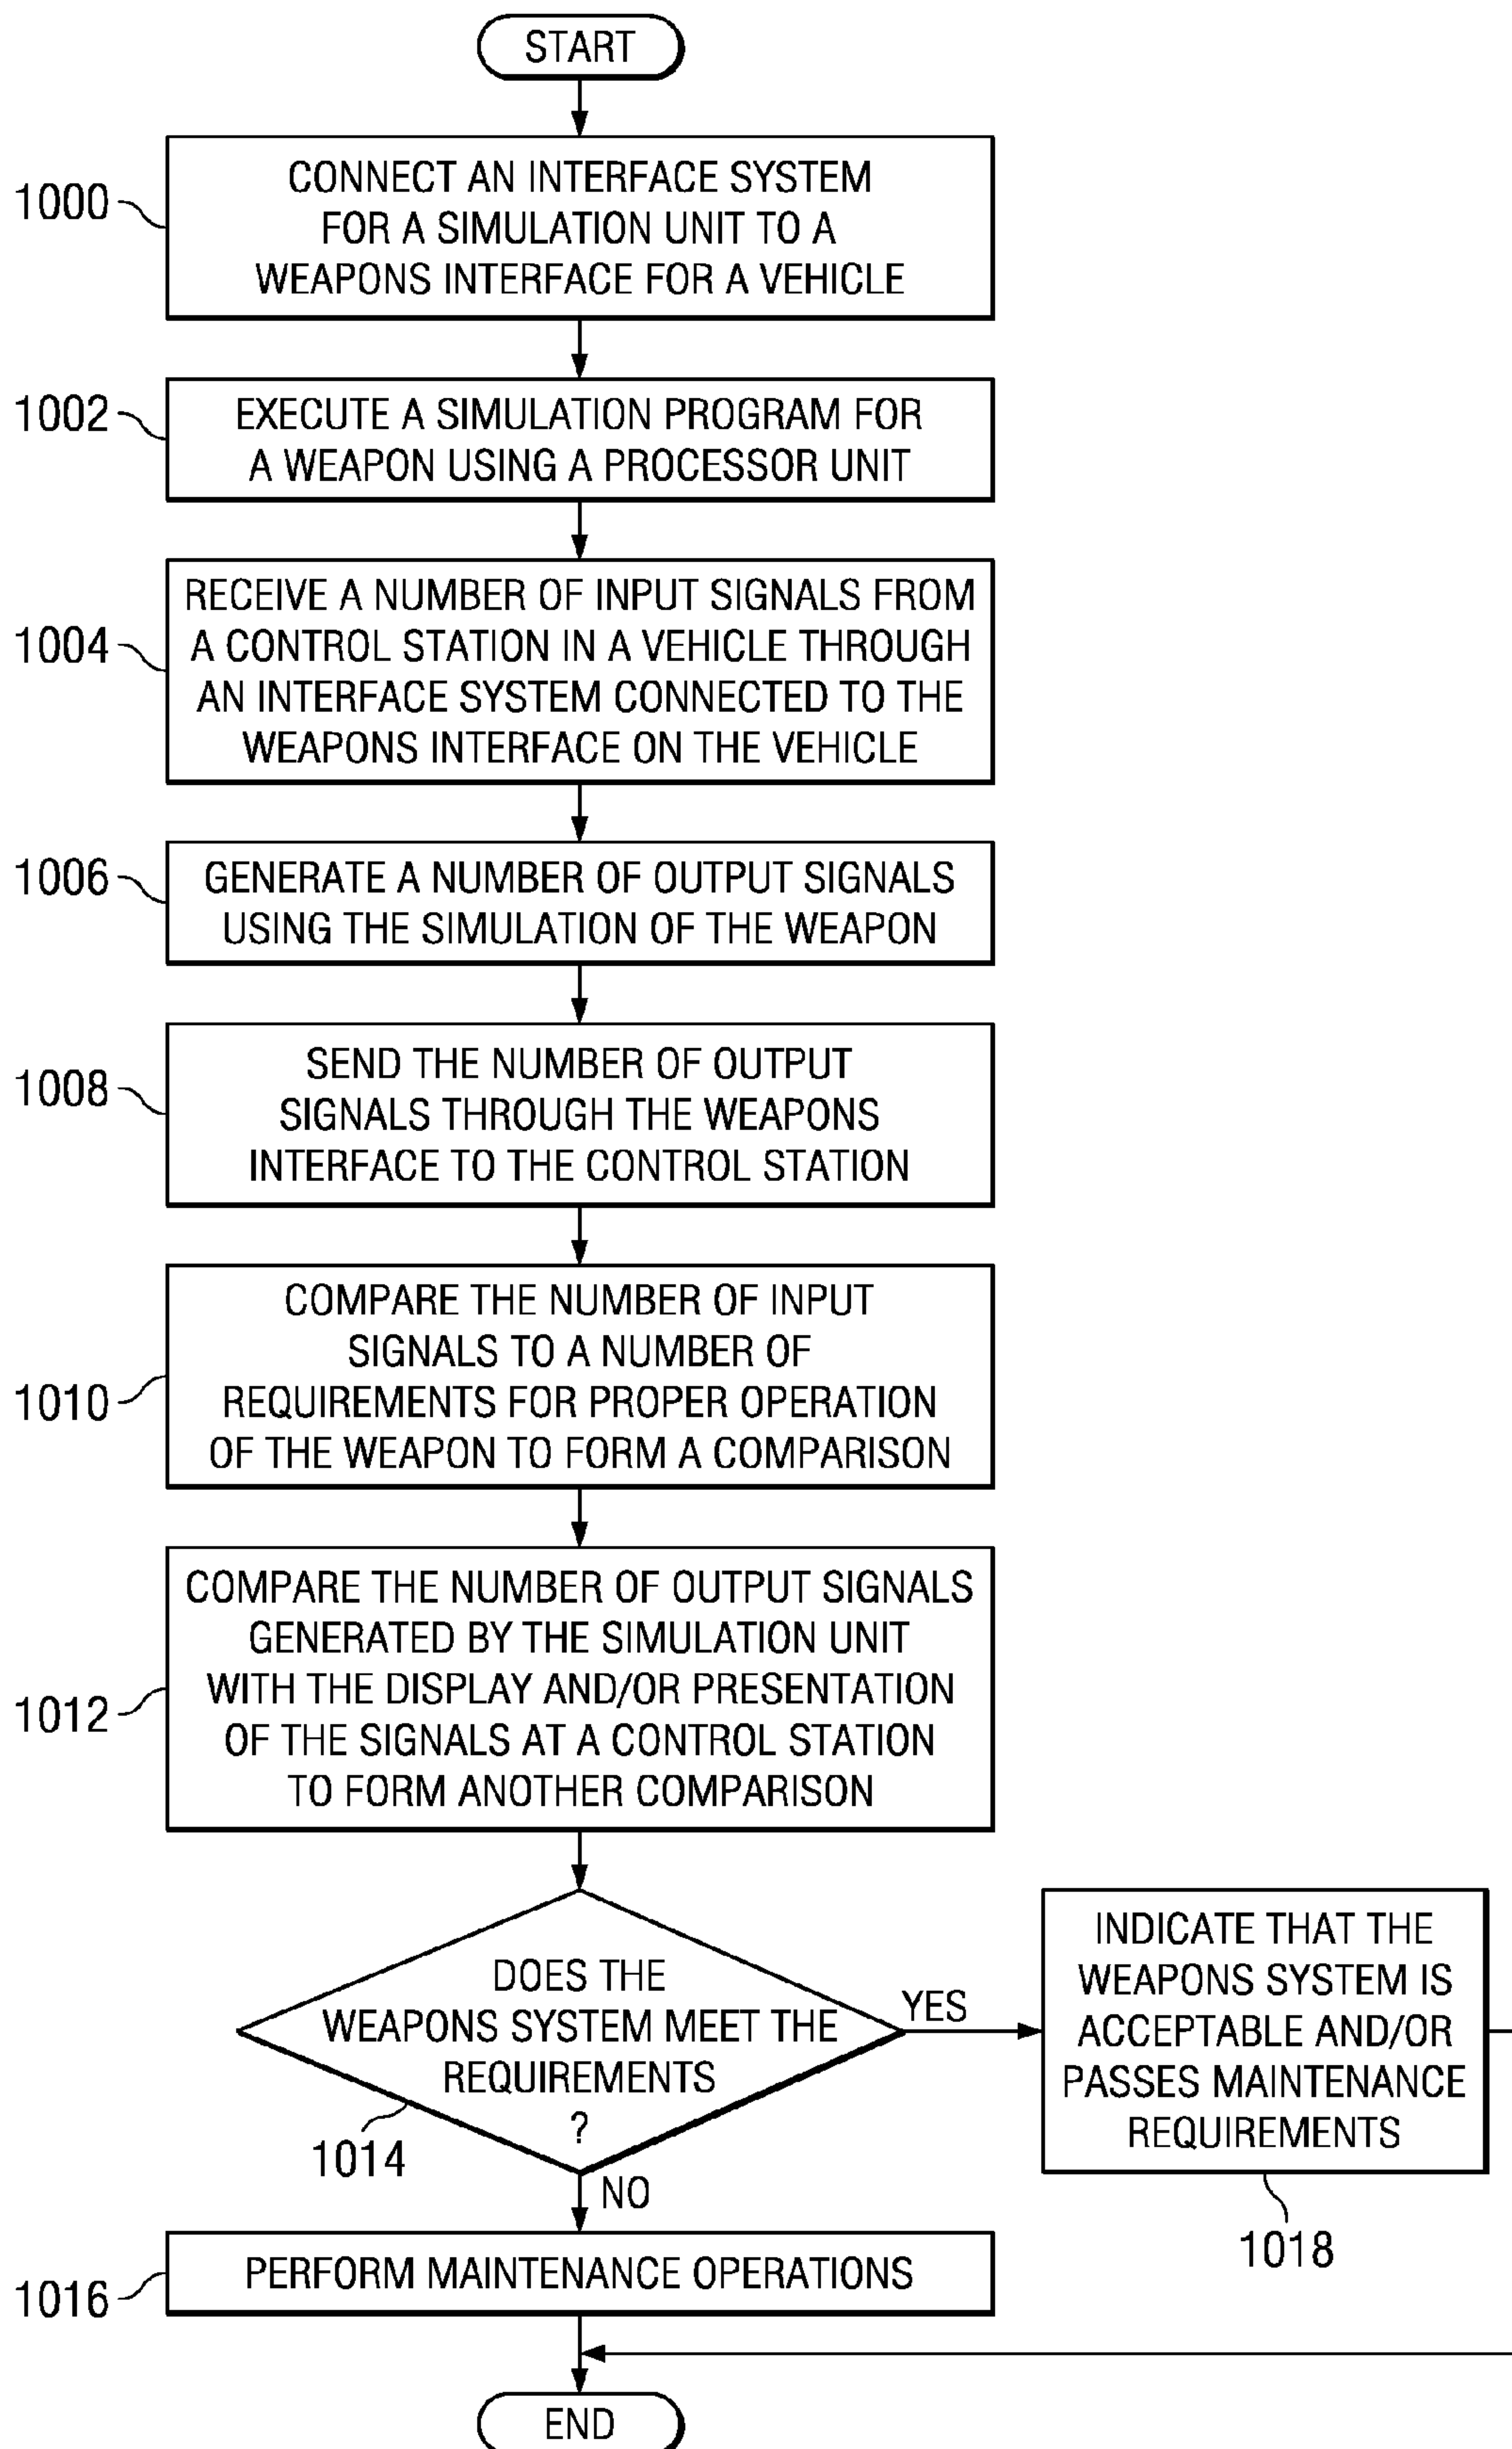 START
1000
CONNECT AN INTERFACE SYSTEM
FOR A SIMULATION UNIT TO A
WEAPONS INTERFACE FOR A VEHICLE
1002
EXECUTE A SIMULATION PROGRAM FOR
A WEAPON USING A PROCESSOR UNIT
1004
RECEIVE A NUMBER OF INPUT SIGNALS FROM
A CONTROL STATION IN A VEHICLE THROUGH
AN INTERFACE SYSTEM CONNECTED TO THE
WEAPONS INTERFACE ON THE VEHICLE
1006
GENERATE A NUMBER OF OUTPUT SIGNALS
USING THE SIMULATION OF THE WEAPON
1008
SEND THE NUMBER OF OUTPUT
SIGNALS THROUGH THE WEAPONS
INTERFACE TO THE CONTROL STATION
1010
COMPARE THE NUMBER OF INPUT
SIGNALS TO A NUMBER OF
REQUIREMENTS FOR PROPER OPERATION
OF THE WEAPON TO FORM A COMPARISON
1012
COMPARE THE NUMBER OF OUTPUT SIGNALS
GENERATED BY THE SIMULATION UNIT
WITH THE DISPLAY AND/OR PRESENTATION
OF THE SIGNALS AT A CONTROL STATION
TO FORM ANOTHER COMPARISON
DOES THE
WEAPONS SYSTEM MEET THE
REQUIREMENTS
?
1014
YES
INDICATE THAT THE
WEAPONS SYSTEM IS
ACCEPTABLE AND/OR
PASSES MAINTENANCE
REQUIREMENTS
1018
NO
1016
PERFORM MAINTENANCE OPERATIONS
END